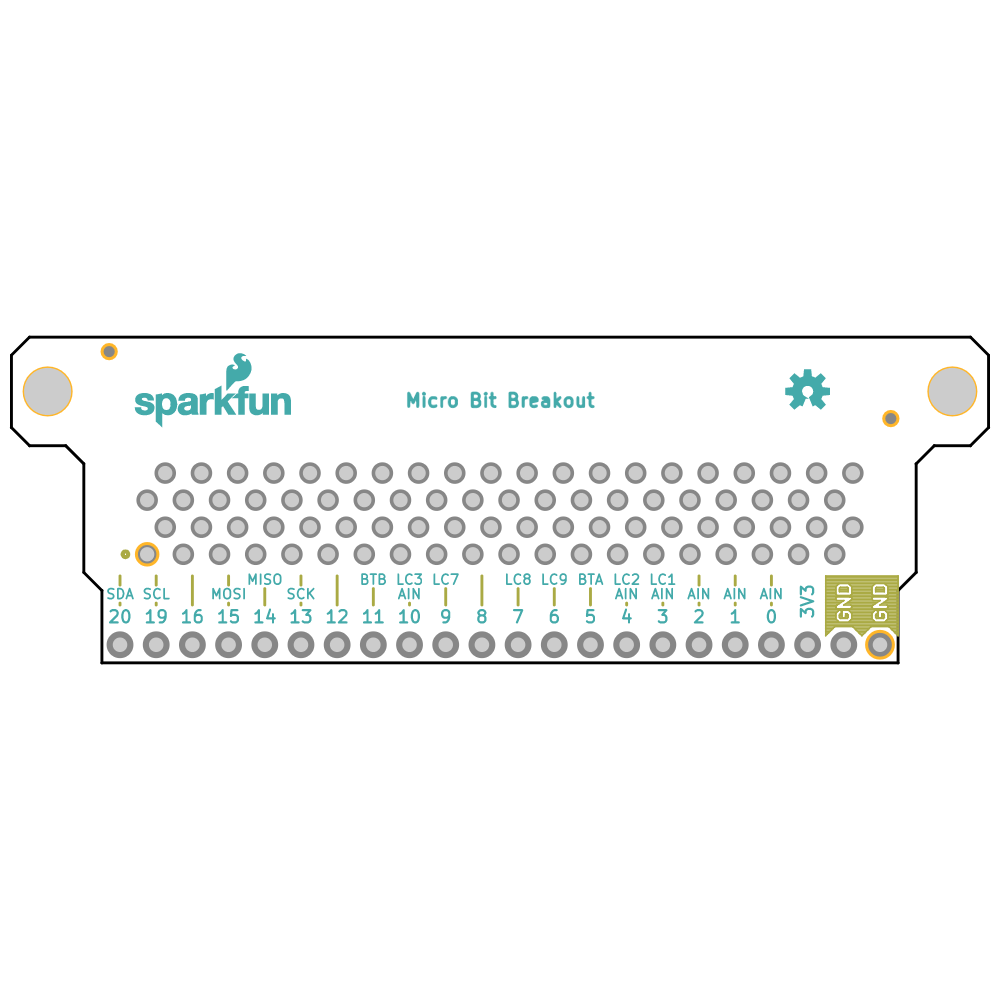 sparkfun
Micro Bit Breakout
MISO BTB LC3 LC7 LC8 LC9 BTA LC2 LC1
SDA SCL MOSI SCK AIN AIN AIN AIN AIN AIN
20 19 16 15 14 13 12 11 10 9 8 7 6 5 4 3 2 1 0 3V3 GND GND